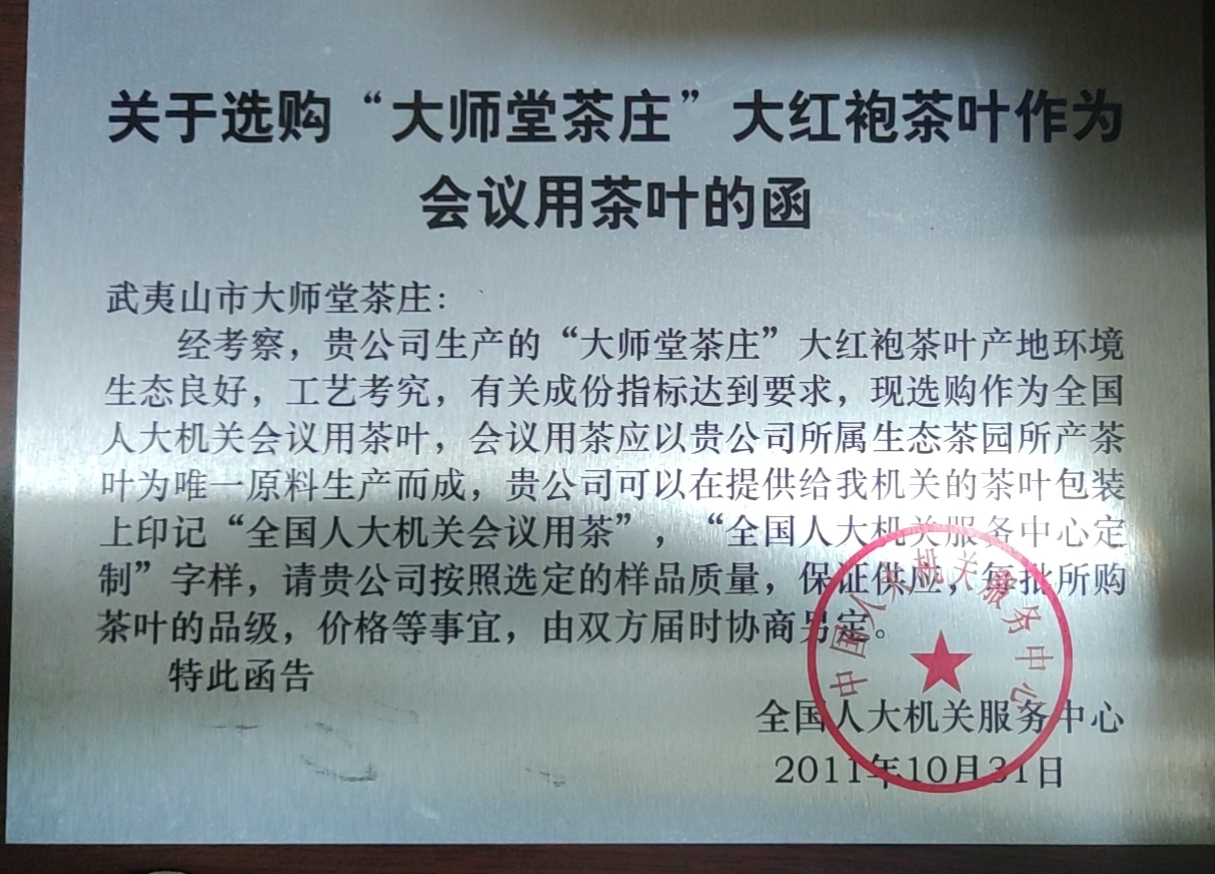 关于选购“大师堂茶庄”大红袍茶叶作为
会议用茶叶的函
武夷山市大师堂茶庄：
经考察，贵公司生产的“大师堂茶庄”大红袍茶叶产地环境
生态良好，工艺考究，有关成份指标达到要求，现选购作为全国
人大机关会议用茶叶，会议用茶应以贵公司所属生态茶园所产茶
叶为唯一原料生产而成，贵公司可以在提供给我机关的茶叶包装
上印记“全国人大机关会议用茶”，“全国人大机关服务中心定
制”字样，请贵公司按照选定的样品质量，保证供应，每批所购
茶叶的品级，价格等事宜，由双方届时协商另定。
特此函告
全国人大机关服务中心
2011年10月31日
中国人大机关服务中心